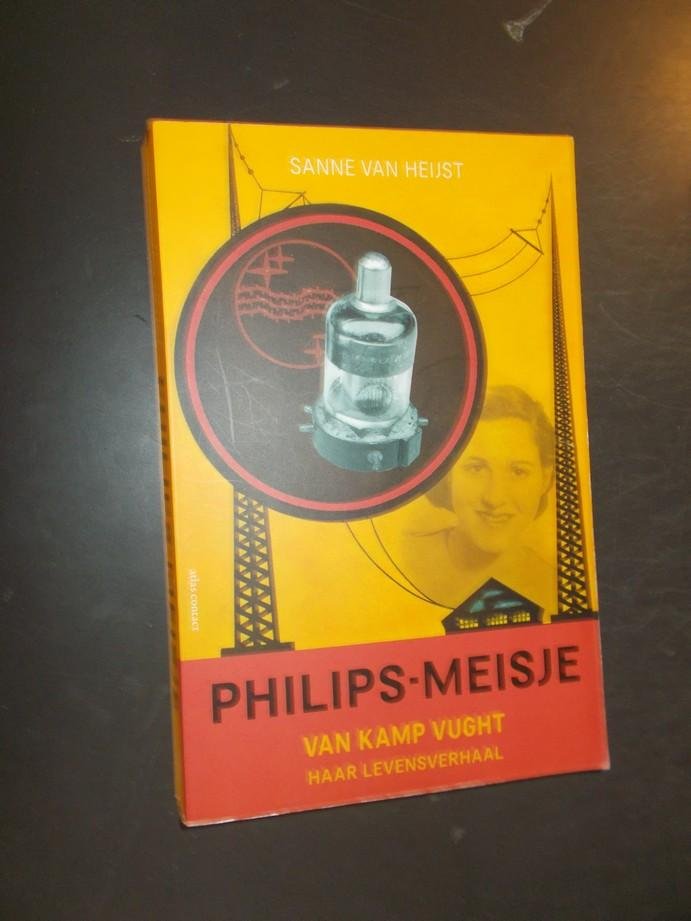 SANNE VAN HEIJST
atlas contact
PHILIPS-MEISJE
VAN KAMP VUGHT
HAAR LEVENSVERHAAL